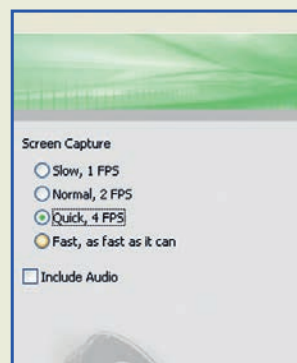 Screen Capture
Slow, 1 FPS
Normal, 2 FPS
Quick, 4 FPS
Fast, as fast as it can
Include Audio